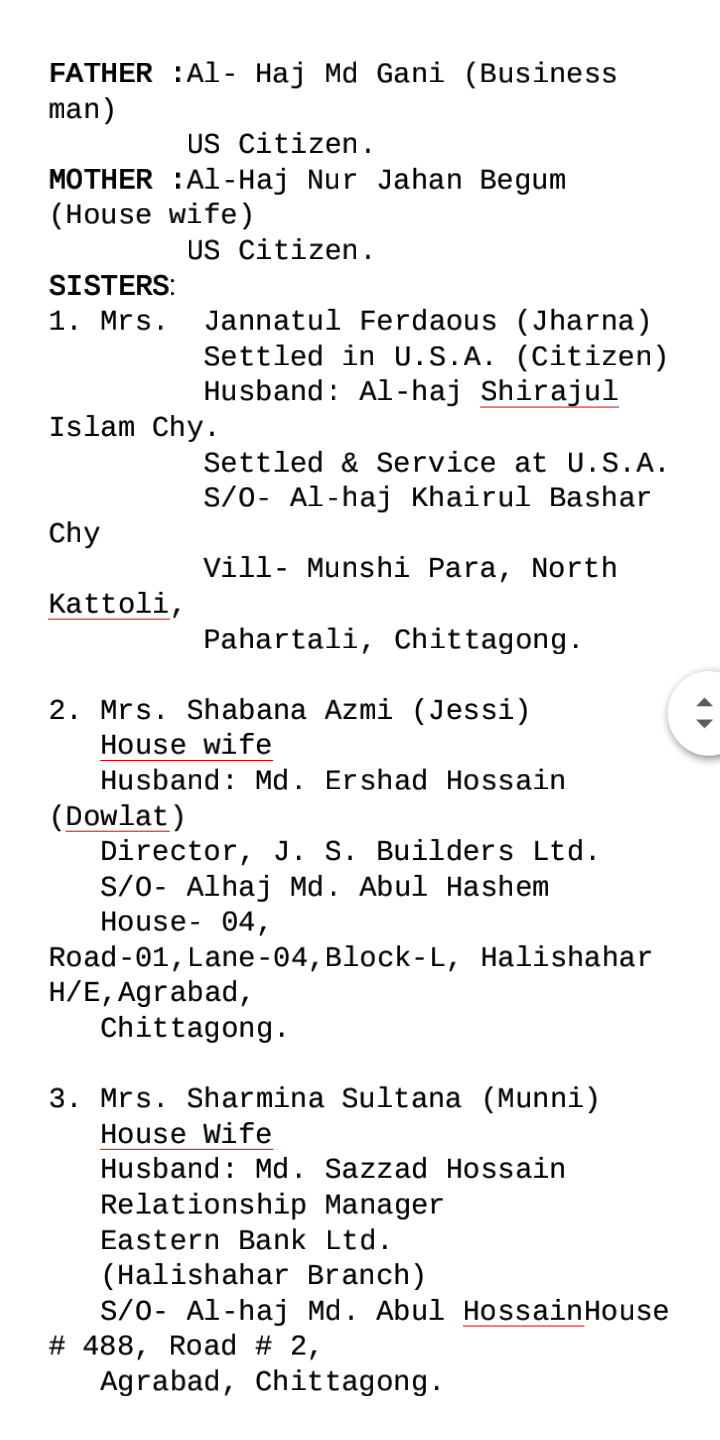 FATHER :Al- Haj Md Gani (Business
man)
US Citizen.
MOTHER :Al-Haj Nur Jahan Begum
(House wife)
US Citizen.
SISTERS:
1. Mrs.  Jannatul Ferdaous (Jharna)
Settled in U.S.A. (Citizen)
Husband: Al-haj Shirajul
Islam Chy.
Settled & Service at U.S.A.
S/O- Al-haj Khairul Bashar
Chy
Vill- Munshi Para, North
Kattoli,
Pahartali, Chittagong.
2. Mrs. Shabana Azmi (Jessi)
House wife
Husband: Md. Ershad Hossain
(Dowlat)
Director, J. S. Builders Ltd.
S/O- Alhaj Md. Abul Hashem
House- 04,
Road-01,Lane-04,Block-L, Halishahar
H/E,Agrabad,
Chittagong.
3. Mrs. Sharmina Sultana (Munni)
House Wife
Husband: Md. Sazzad Hossain
Relationship Manager
Eastern Bank Ltd.
(Halishahar Branch)
S/O- Al-haj Md. Abul HossainHouse
# 488, Road # 2,
Agrabad, Chittagong.